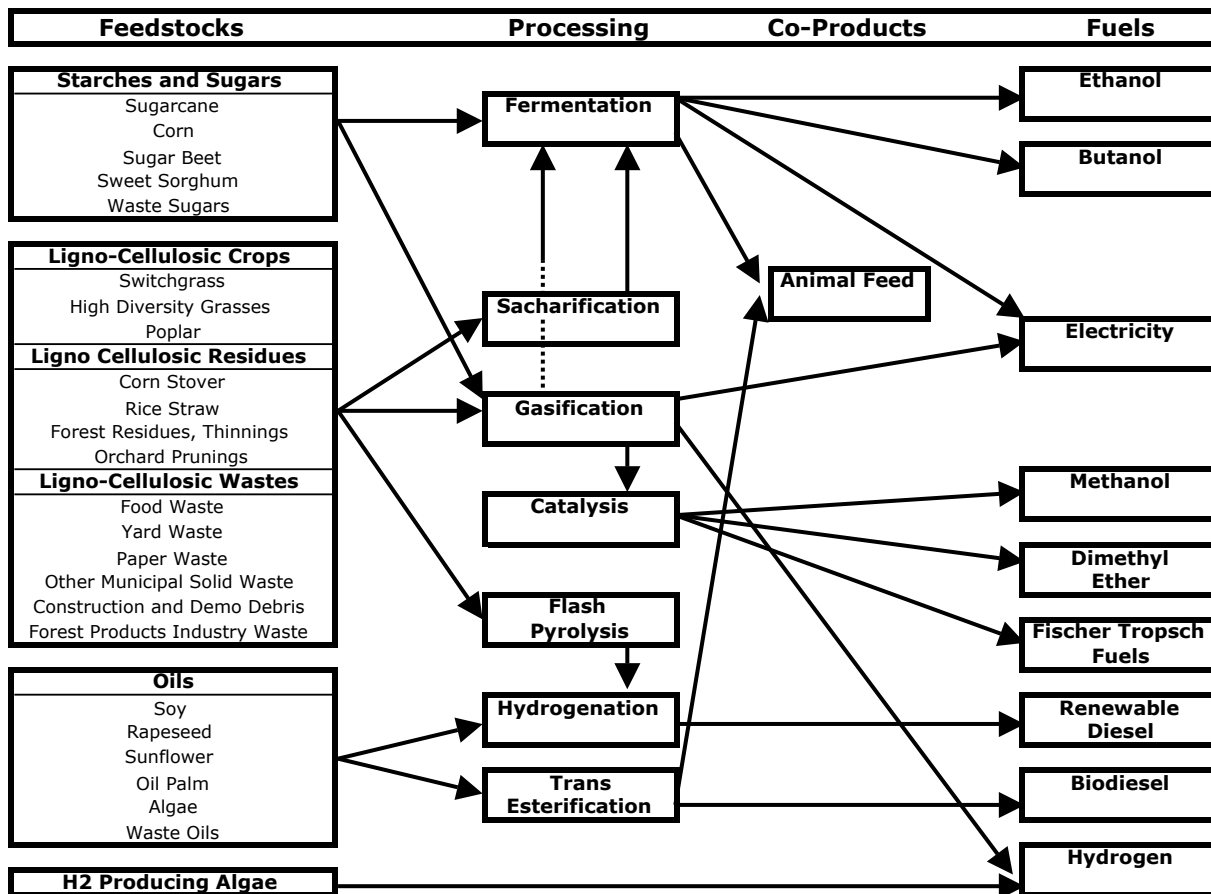 Feedstocks Processing Co-Products Fuels
Starches and Sugars
Sugarcane
Corn
Sugar Beet
Sweet Sorghum
Waste Sugars
Ligno-Cellulosic Crops
Switchgrass
High Diversity Grasses
Poplar
Ligno Cellulosic Residues
Corn Stover
Rice Straw
Forest Residues, Thinnings
Orchard Prunings
Ligno-Cellulosic Wastes
Food Waste
Yard Waste
Paper Waste
Other Municipal Solid Waste
Construction and Demo Debris
Forest Products Industry Waste
Oils
Soy
Rapeseed
Sunflower
Oil Palm
Algae
Waste Oils
H2 Producing Algae
Fermentation
Sacharification
Gasification
Catalysis
Flash
Pyrolysis
Hydrogenation
Trans
Esterification
Animal Feed
Ethanol
Butanol
Electricity
Methanol
Dimethyl
Ether
Fischer Tropsch
Fuels
Renewable
Diesel
Biodiesel
Hydrogen